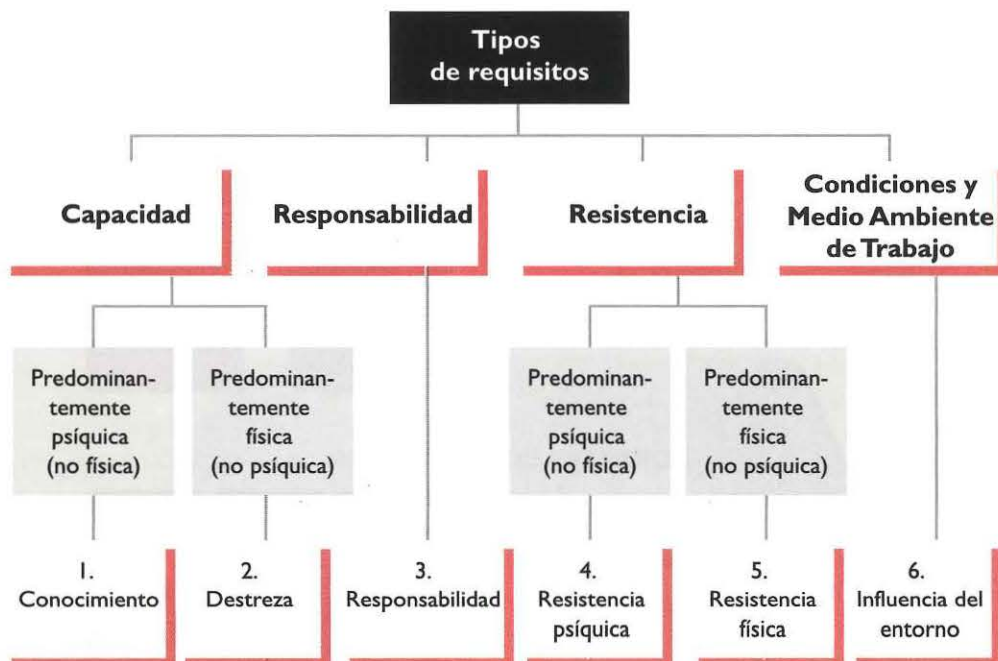 Tipos
de requisitos
Capacidad
Responsabilidad
Resistencia
Condiciones y
Medio Ambiente
de Trabajo
Predominan-
temente
psíquica
(no física)
Predominan-
temente
física
(no psíquica)
Predominan-
temente
psíquica
(no física)
Predominan-
temente
física
(no psíquica)
1.
Conocimiento
2.
Destreza
3.
Responsabilidad
4.
Resistencia
psíquica
5.
Resistencia
física
6.
Influencia del
entorno